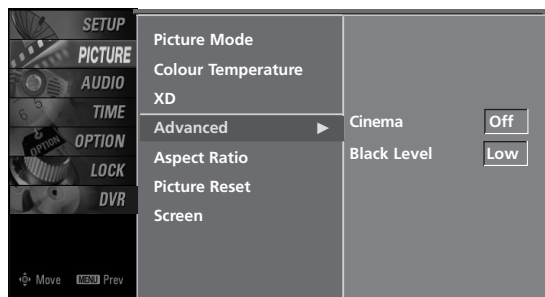 SETUP
PICTURE
AUDIO
TIME
OPTION
LOCK
DVR
Move MENU Prev
Picture Mode
Colour Temperature
XD
Advanced ▶
Aspect Ratio
Picture Reset
Screen
Cinema Off
Black Level Low